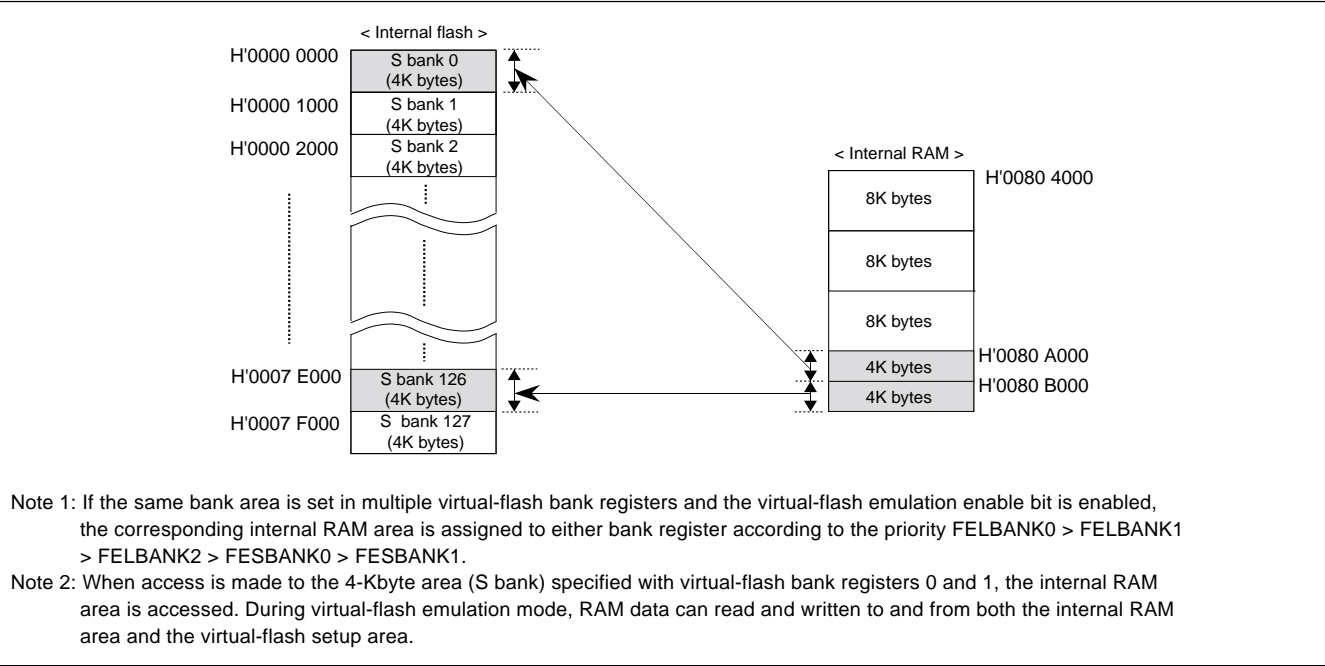 < Internal flash >
H'0000 0000
S bank 0
(4K bytes)
H'0000 1000
S bank 1
(4K bytes)
H'0000 2000
S bank 2
(4K bytes)
< Internal RAM >
H'0080 4000
8K bytes
8K bytes
8K bytes
H'0080 A000
4K bytes
H'0080 B000
4K bytes
H'0007 E000
S bank 126
(4K bytes)
H'0007 F000
S bank 127
(4K bytes)
Note 1: If the same bank area is set in multiple virtual-flash bank registers and the virtual-flash emulation enable bit is enabled,
the corresponding internal RAM area is assigned to either bank register according to the priority FELBANK0 > FELBANK1
> FELBANK2 > FESBANK0 > FESBANK1.
Note 2: When access is made to the 4-Kbyte area (S bank) specified with virtual-flash bank registers 0 and 1, the internal RAM
area is accessed. During virtual-flash emulation mode, RAM data can read and written to and from both the internal RAM
area and the virtual-flash setup area.